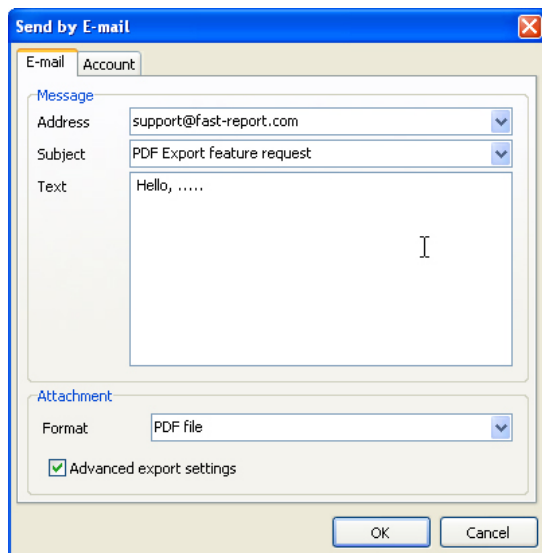 Send by E-mail
E-mail Account
Message
Address support@fast-report.com
Subject PDF Export feature request
Text Hello, .....
Attachment
Format PDF file
Advanced export settings
OK Cancel